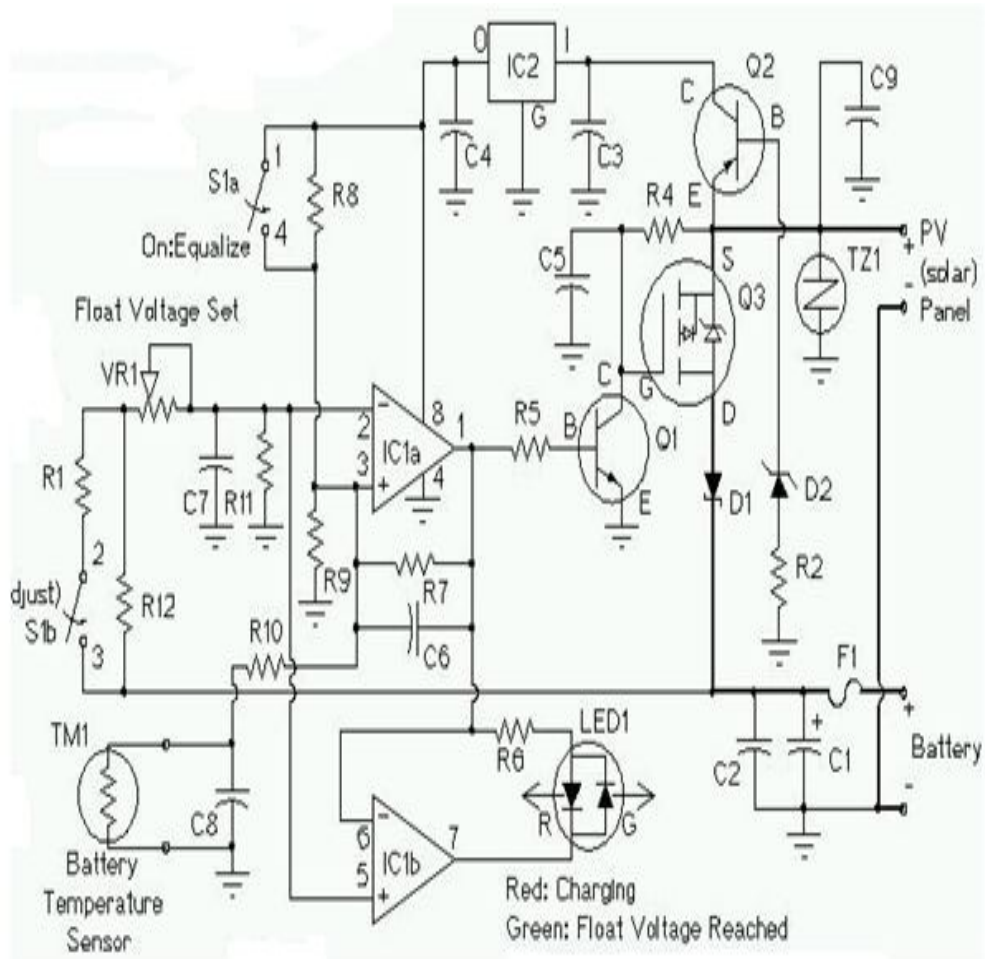 O
I
IC2
G
Q2
C
B
E
C9
C4
C3
1
S1a
4
On:Equalize
R8
R4
C5
S
Q3
G
D
TZ1
PV
+
(solar)
-
Panel
Float Voltage Set
VR1
2
8
1
IC1a
3
4
-
+
R5
C
B
Q1
E
D1
D2
R1
C7
R11
R9
R7
R2
2
djust)
S1b
3
R12
R10
C6
F1
+
TM1
R6
LED1
C2
+
C1
Battery
-
C8
R
G
6
7
IC1b
5
-
+
Battery
Temperature
Sensor
Red: Charging
Green: Float Voltage Reached